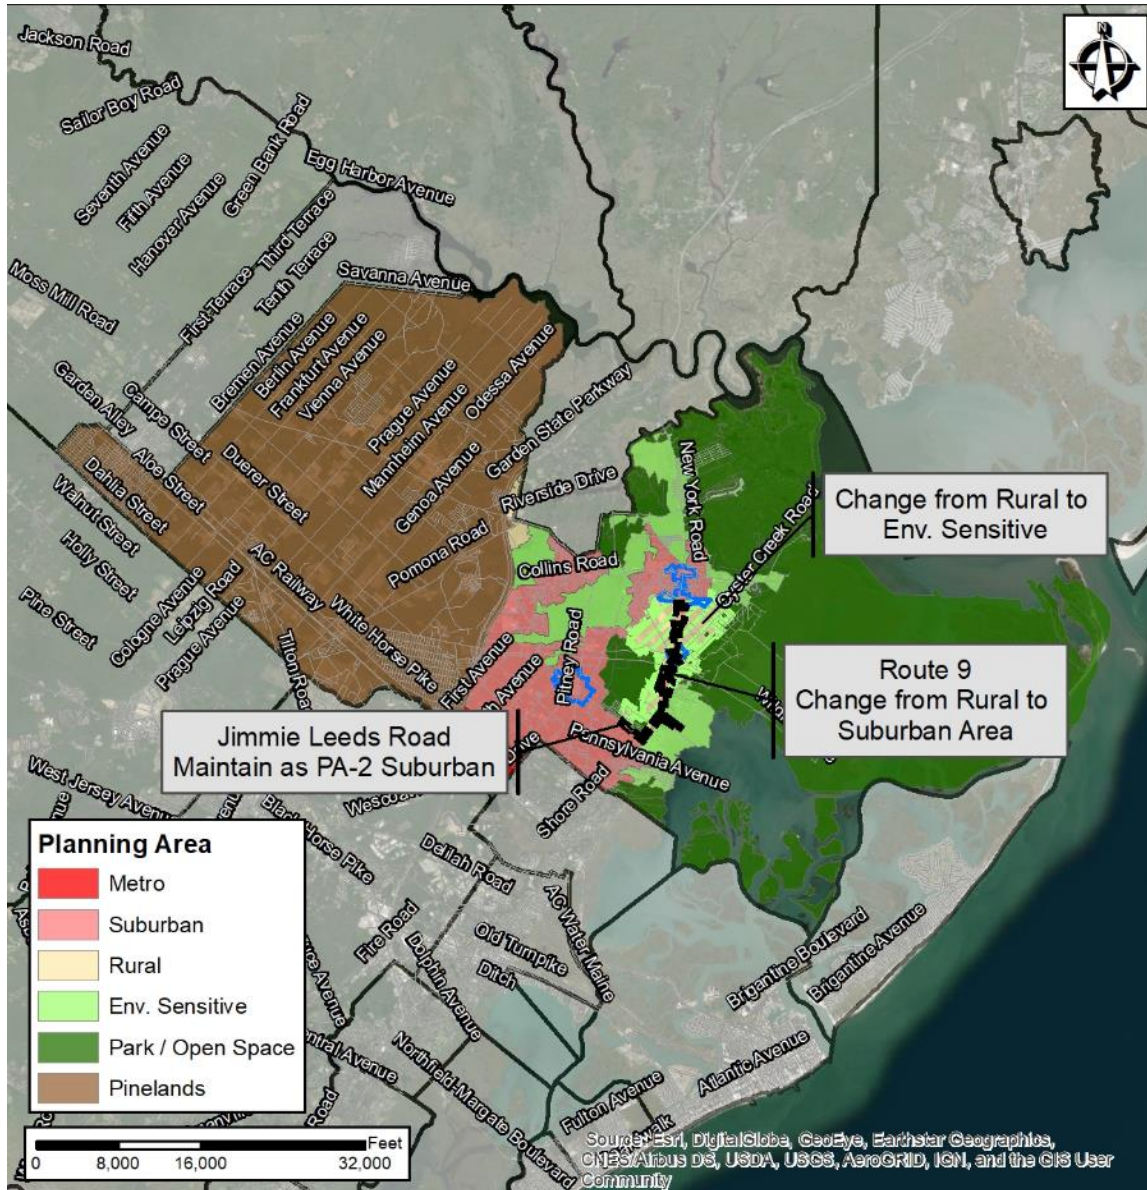 N
Jackson Road
Sailor Boy Road
Seventh Avenue
Fifth Avenue
Hanover Avenue
Green Bank Road
Egg Harbor Avenue
Third Terrace
Tenth Terrace
First Terrace
Moss Mill Road
Savanna Avenue
Bremen Avenue
Berlin Avenue
Frankfurt Avenue
Vienna Avenue
Prague Avenue
Mannheim Avenue
Odessa Avenue
Genoa Avenue
Garden State Parkway
Riverside Drive
Pomona Road
Collins Road
New York Road
Oyster Creek Road
Garden Alley
Campe Street
Aloe Street
Duerer Street
Dahlia Street
Walnut Street
Holly Street
Pine Street
Cologne Avenue
Leipzig Road
Prague Avenue
AC Railway
White Horse Pike
Tilton Road
First Avenue
Avenue
Pitney Road
Pennsylvania Avenue
Shore Road
Change from Rural to
Env. Sensitive
Route 9
Change from Rural to
Suburban Area
Jimmie Leeds Road
Maintain as PA-2 Suburban
West Jersey Avenue
Black Horse Pike
Delilah Road
AC Water Maine
Old Turnpike
Ditch
Fire Road
Dolphin Avenue
Northfield-Margate Boulevard
Fulton Avenue
Atlantic Avenue
Brigantine Boulevard
Brigantine Avenue
Planning Area
Metro
Suburban
Rural
Env. Sensitive
Park / Open Space
Pinelands
Feet
0 8,000 16,000 32,000
Source: Esri, DigitalGlobe, GeoEye, Earthstar Geographics,
CNES/Airbus DS, USDA, USGS, AeroGRID, IGN, and the GIS User
Community